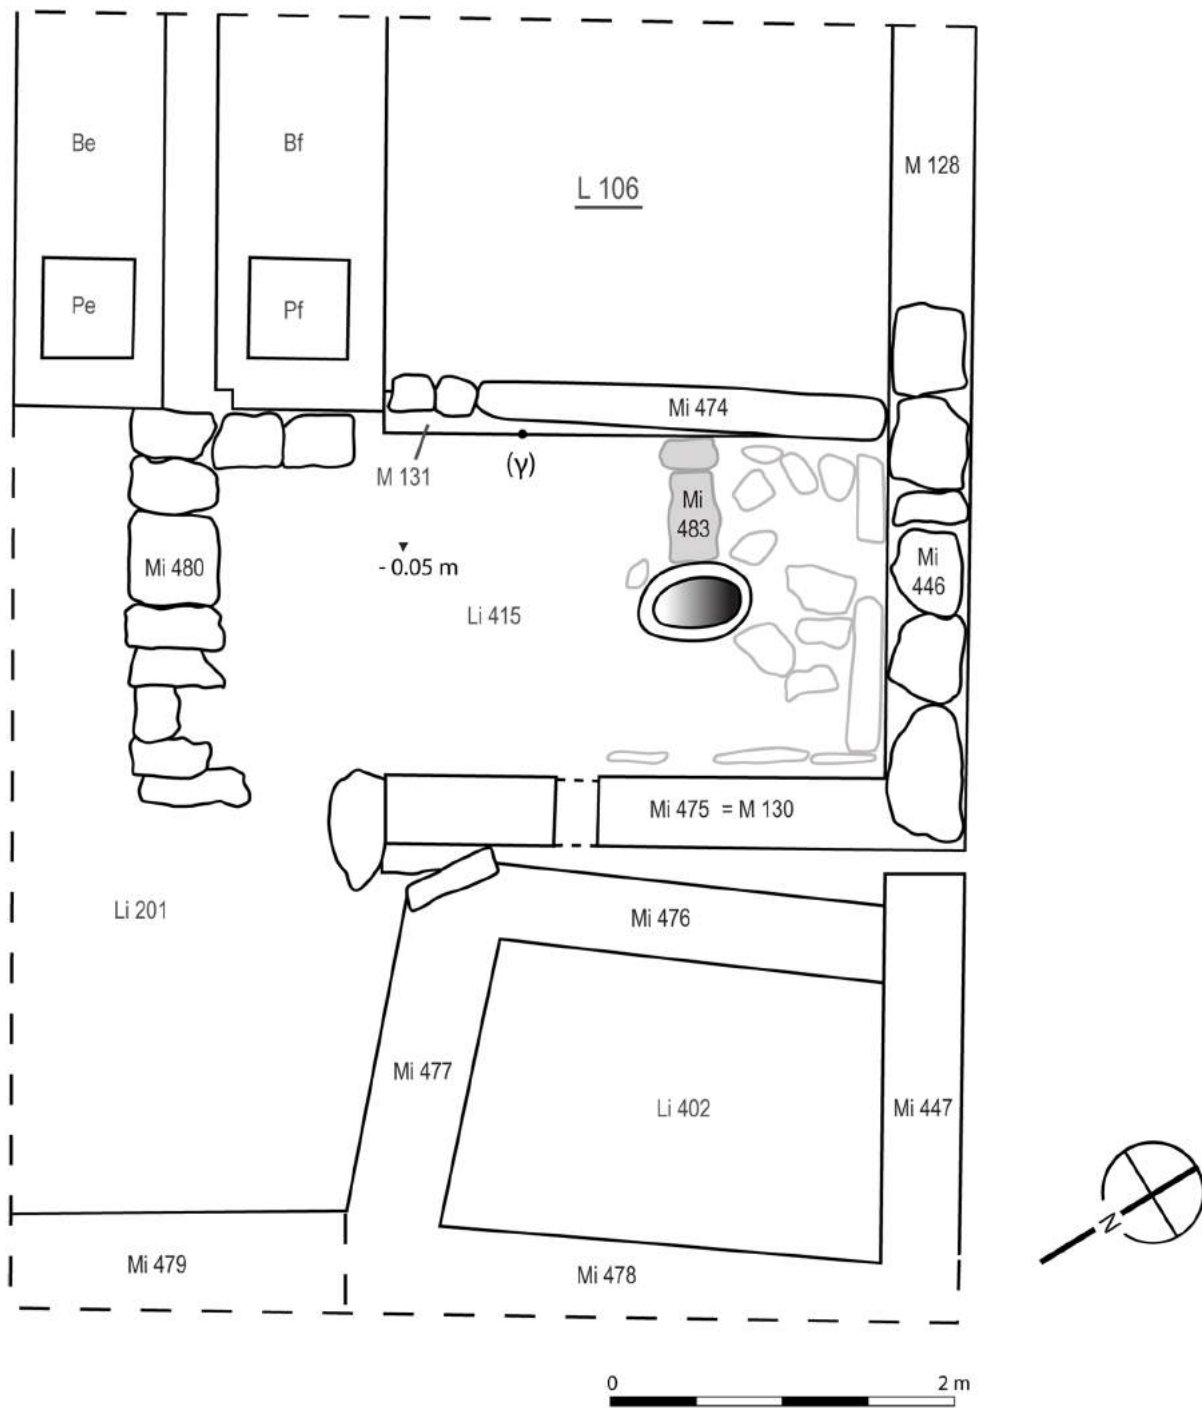 Be
Bf
L 106
M 128
Pe
Pf
Mi 474
M 131
(γ)
Mi
483
- 0.05 m
Mi 480
Mi
446
Li 415
Mi 475 = M 130
Li 201
Mi 476
Mi 477
Li 402
Mi 447
N
Mi 479
Mi 478
0
2 m